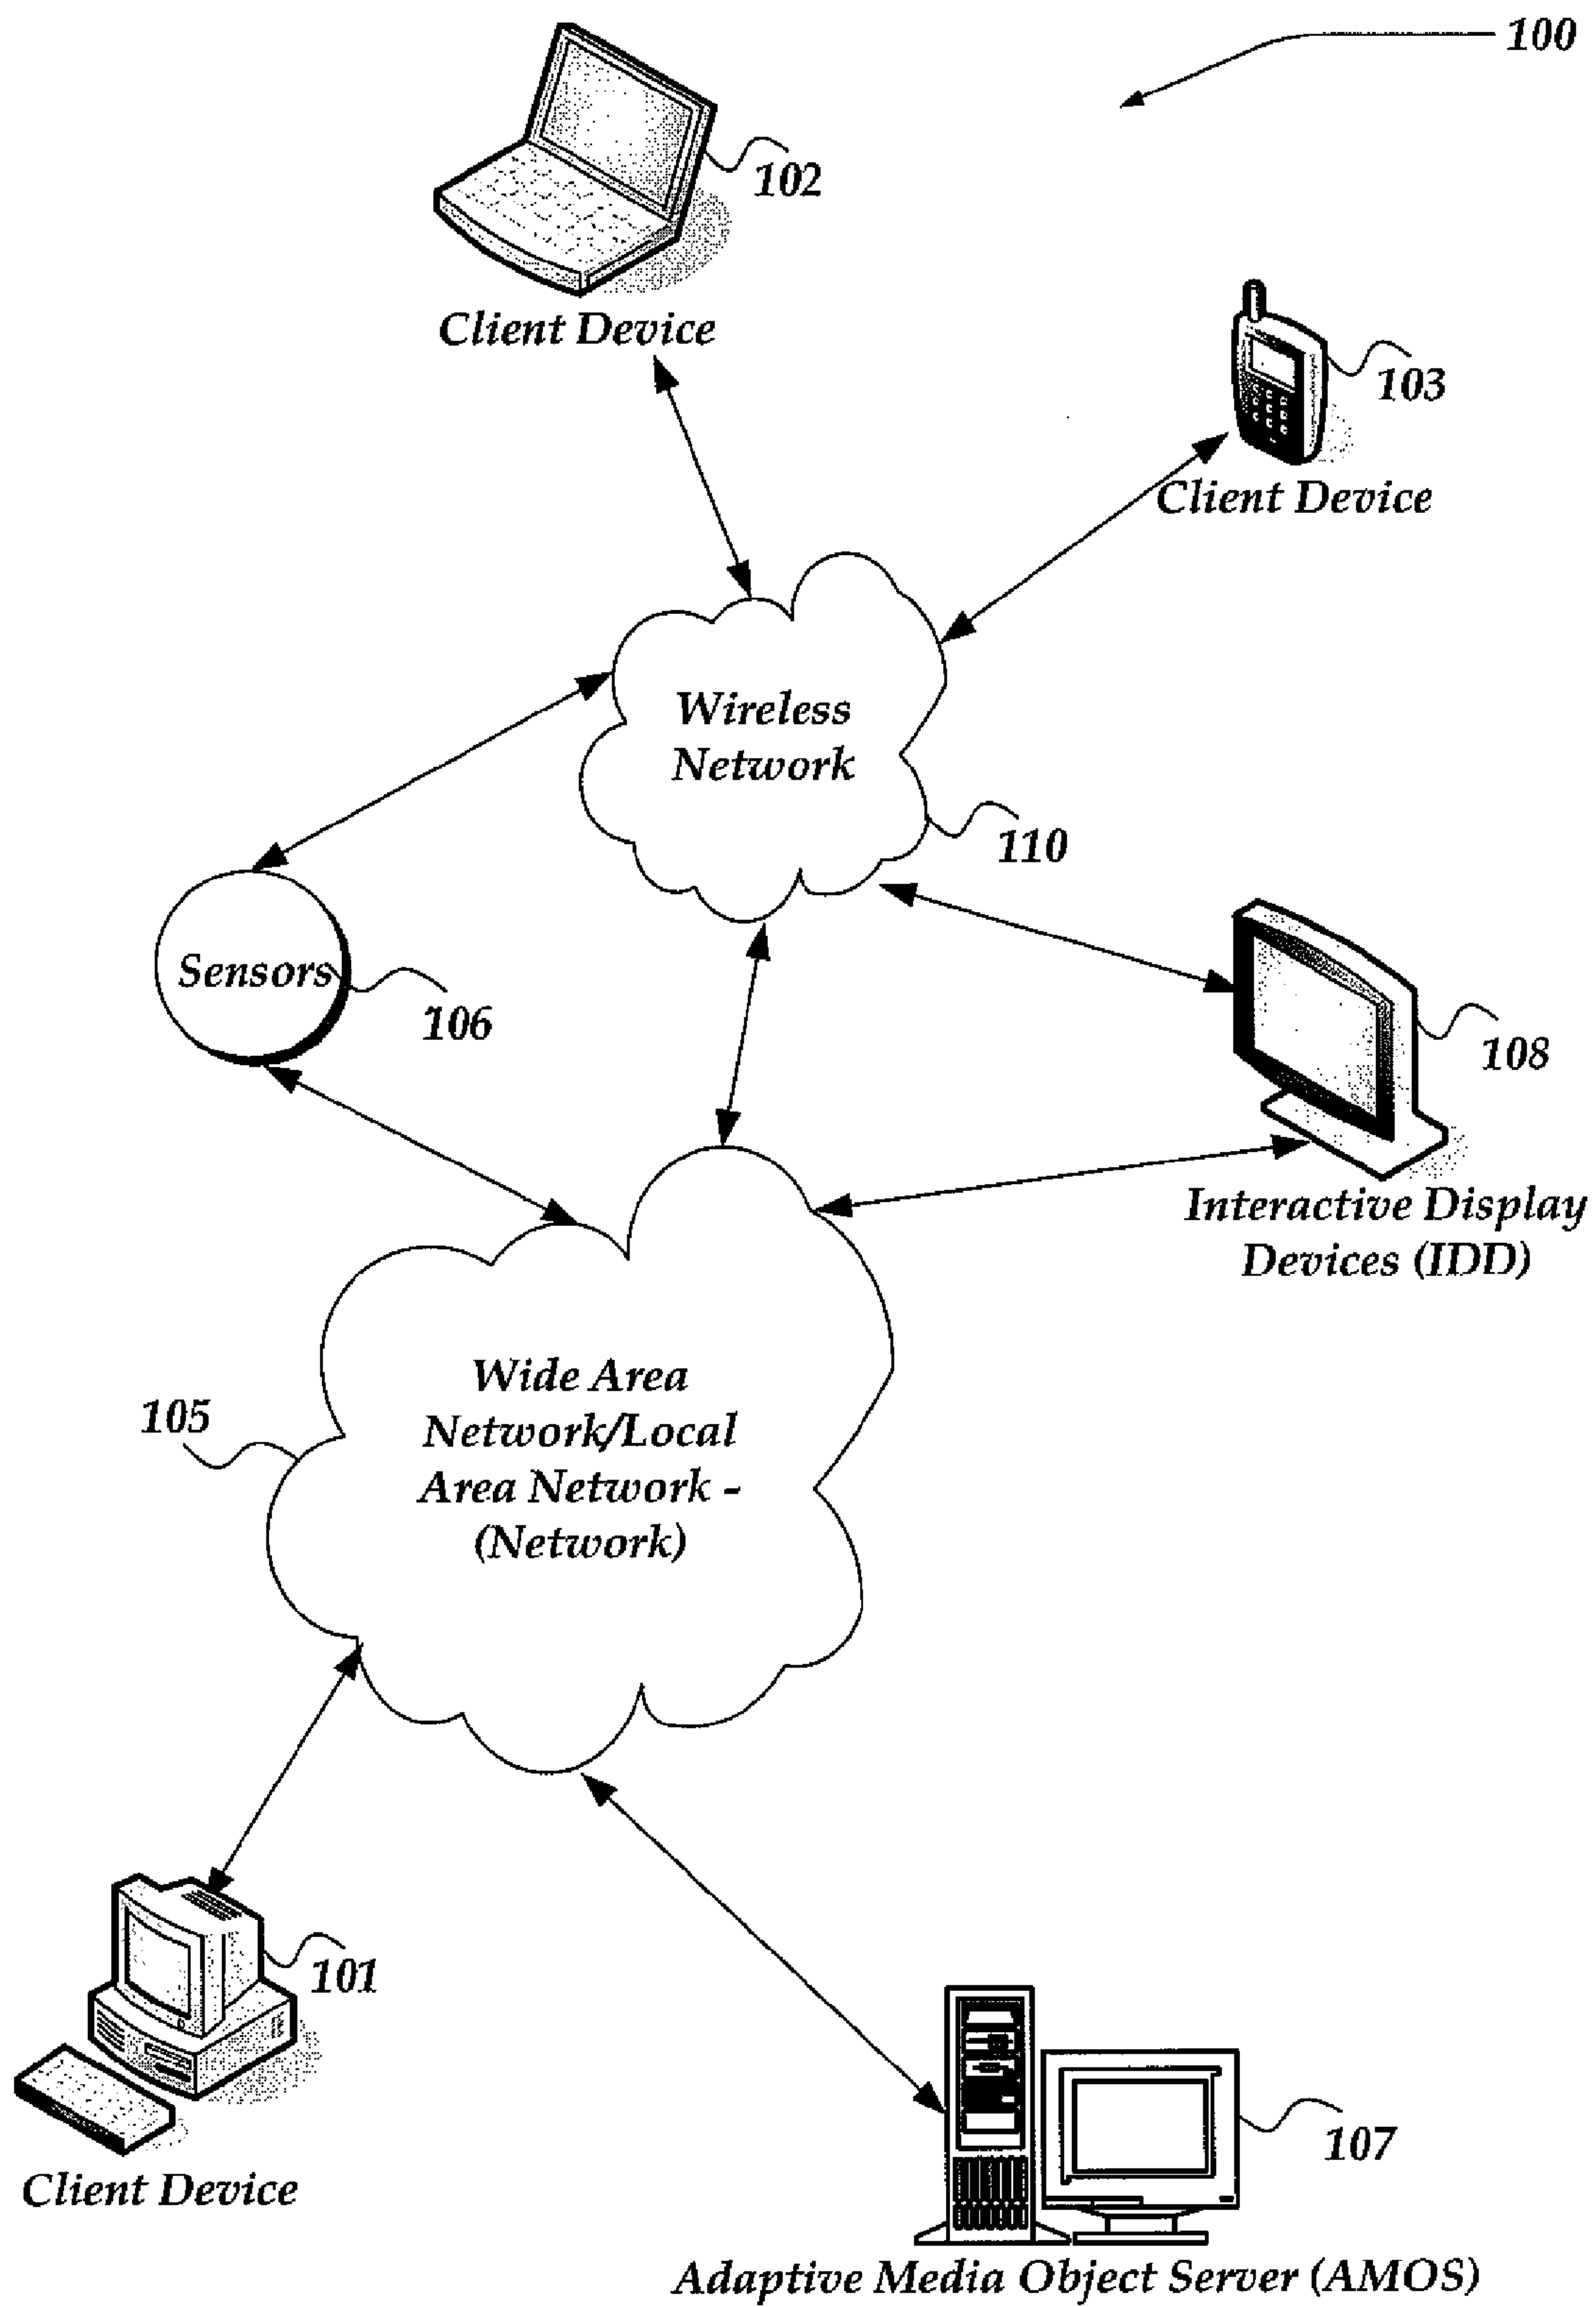 100
102
Client Device
103
Client Device
Wireless
Network
110
Sensors
106
108
Interactive Display
Devices (IDD)
Wide Area
Network/Local
Area Network -
(Network)
105
101
Client Device
107
Adaptive Media Object Server (AMOS)